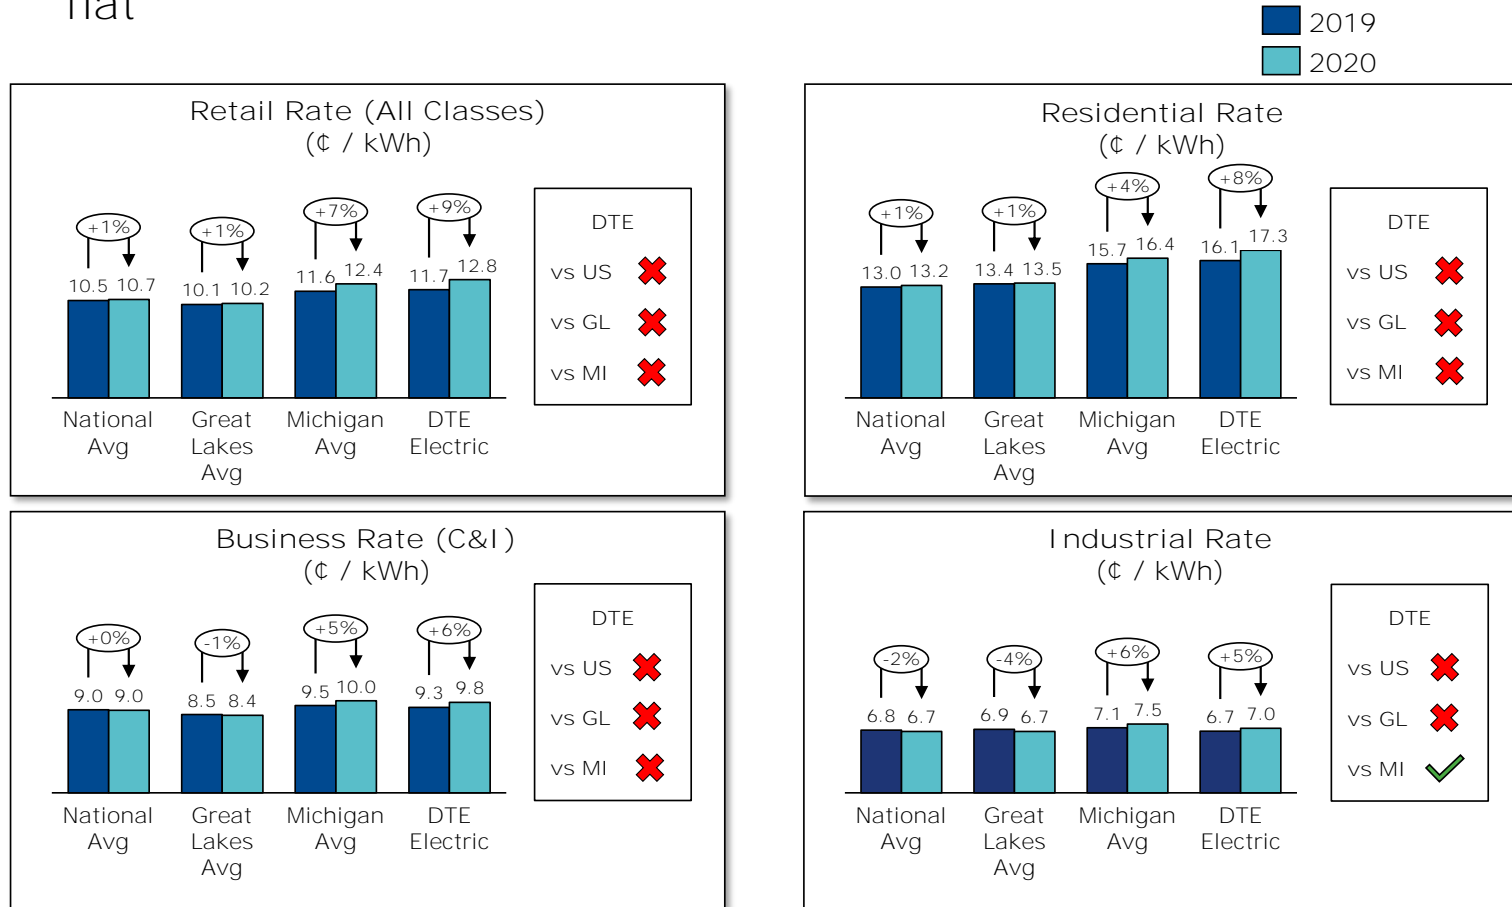 flat
2019
2020
Retail Rate (All Classes)
(¢ / kWh)
+1%
+1%
+7%
+9%
10.5 10.7
10.1 10.2
11.6 12.4
11.7 12.8
National Avg
Great Lakes Avg
Michigan Avg
DTE Electric
DTE
vs US
vs GL
vs MI
Residential Rate
(¢ / kWh)
+1%
+1%
+4%
+8%
13.0 13.2
13.4 13.5
15.7 16.4
16.1 17.3
National Avg
Great Lakes Avg
Michigan Avg
DTE Electric
DTE
vs US
vs GL
vs MI
Business Rate (C&I)
(¢ / kWh)
+0%
-1%
+5%
+6%
9.0 9.0
8.5 8.4
9.5 10.0
9.3 9.8
National Avg
Great Lakes Avg
Michigan Avg
DTE Electric
DTE
vs US
vs GL
vs MI
Industrial Rate
(¢ / kWh)
-2%
-4%
+6%
+5%
6.8 6.7
6.9 6.7
7.1 7.5
6.7 7.0
National Avg
Great Lakes Avg
Michigan Avg
DTE Electric
DTE
vs US
vs GL
vs MI